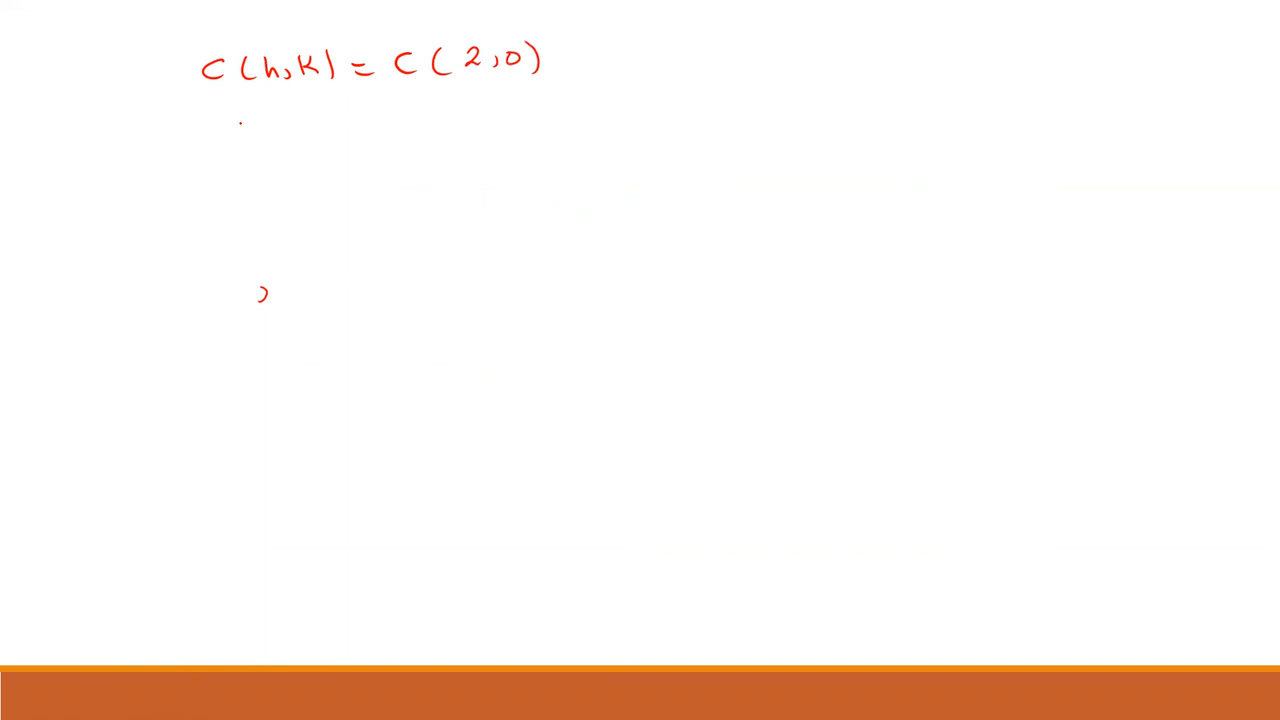 C(h,k) = C(2,0)